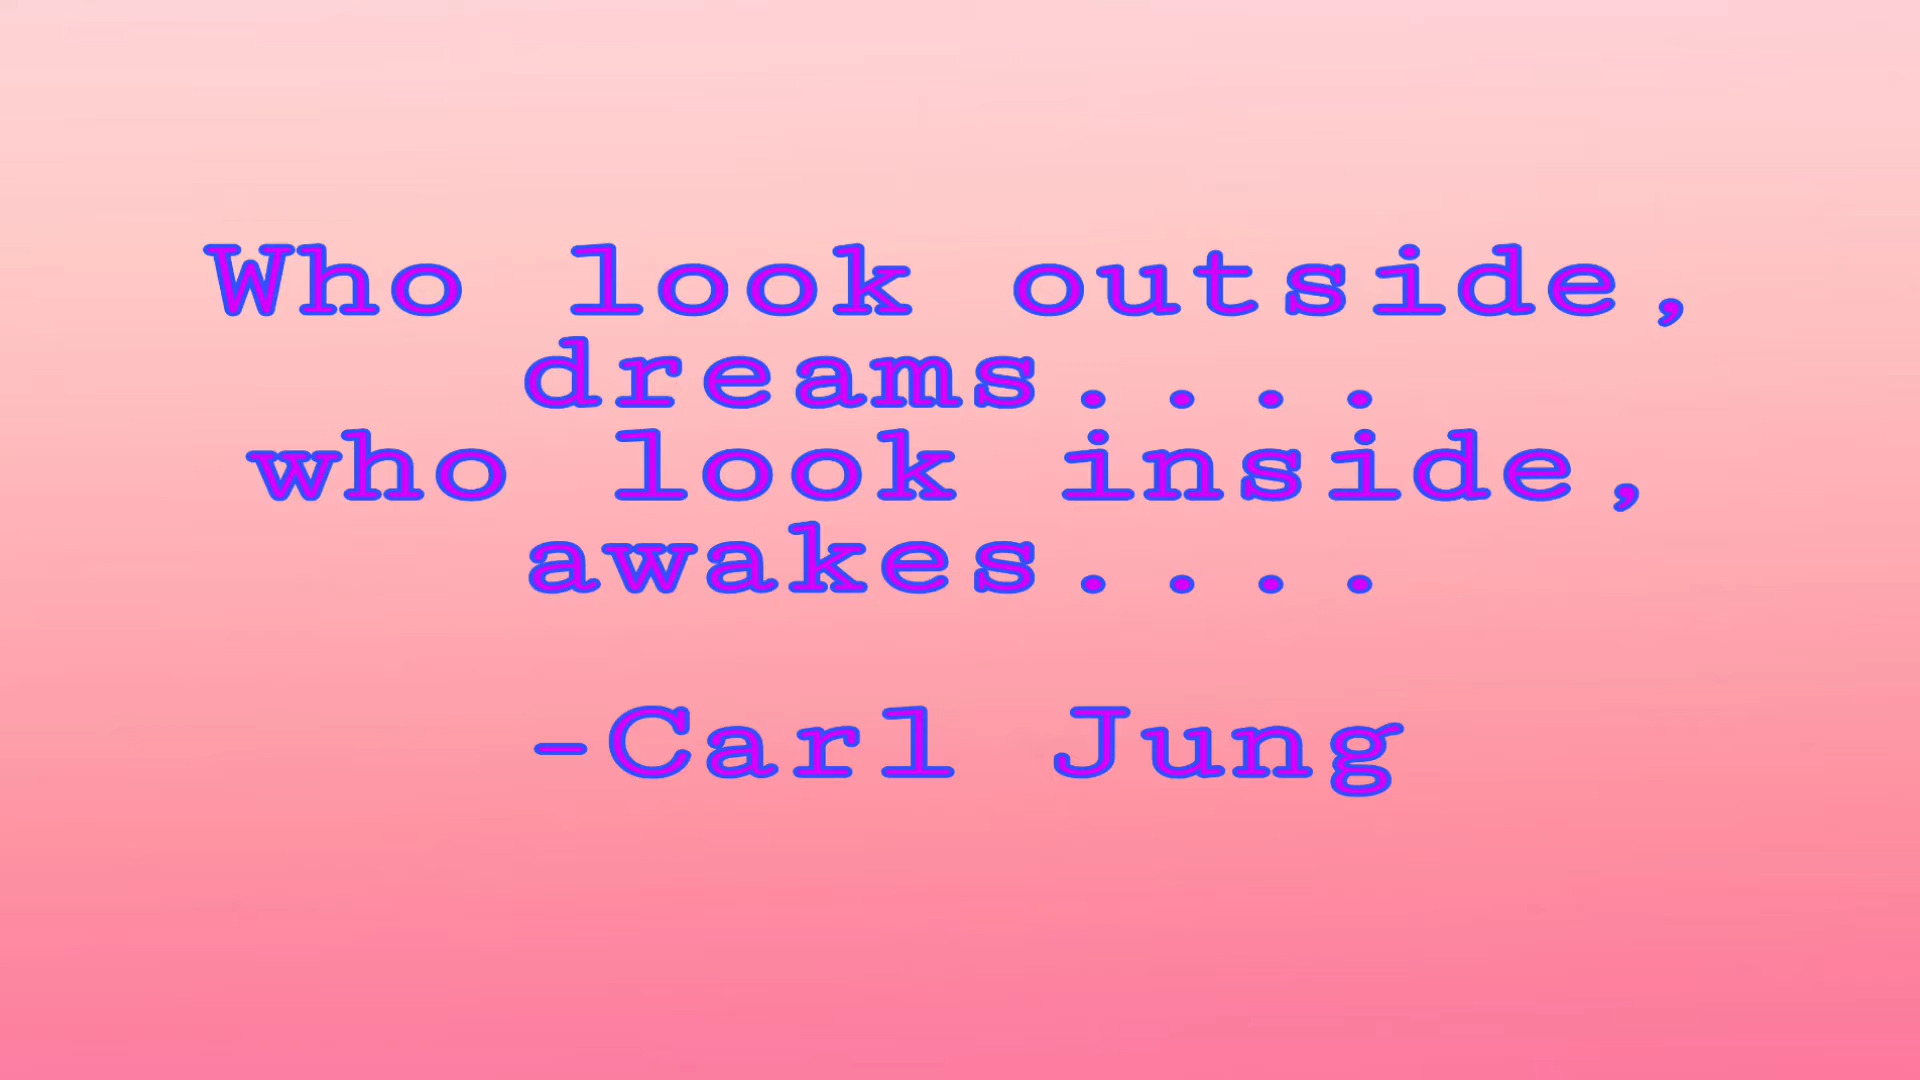 Who look outside,
dreams....
who look inside,
awakes....
-Carl Jung